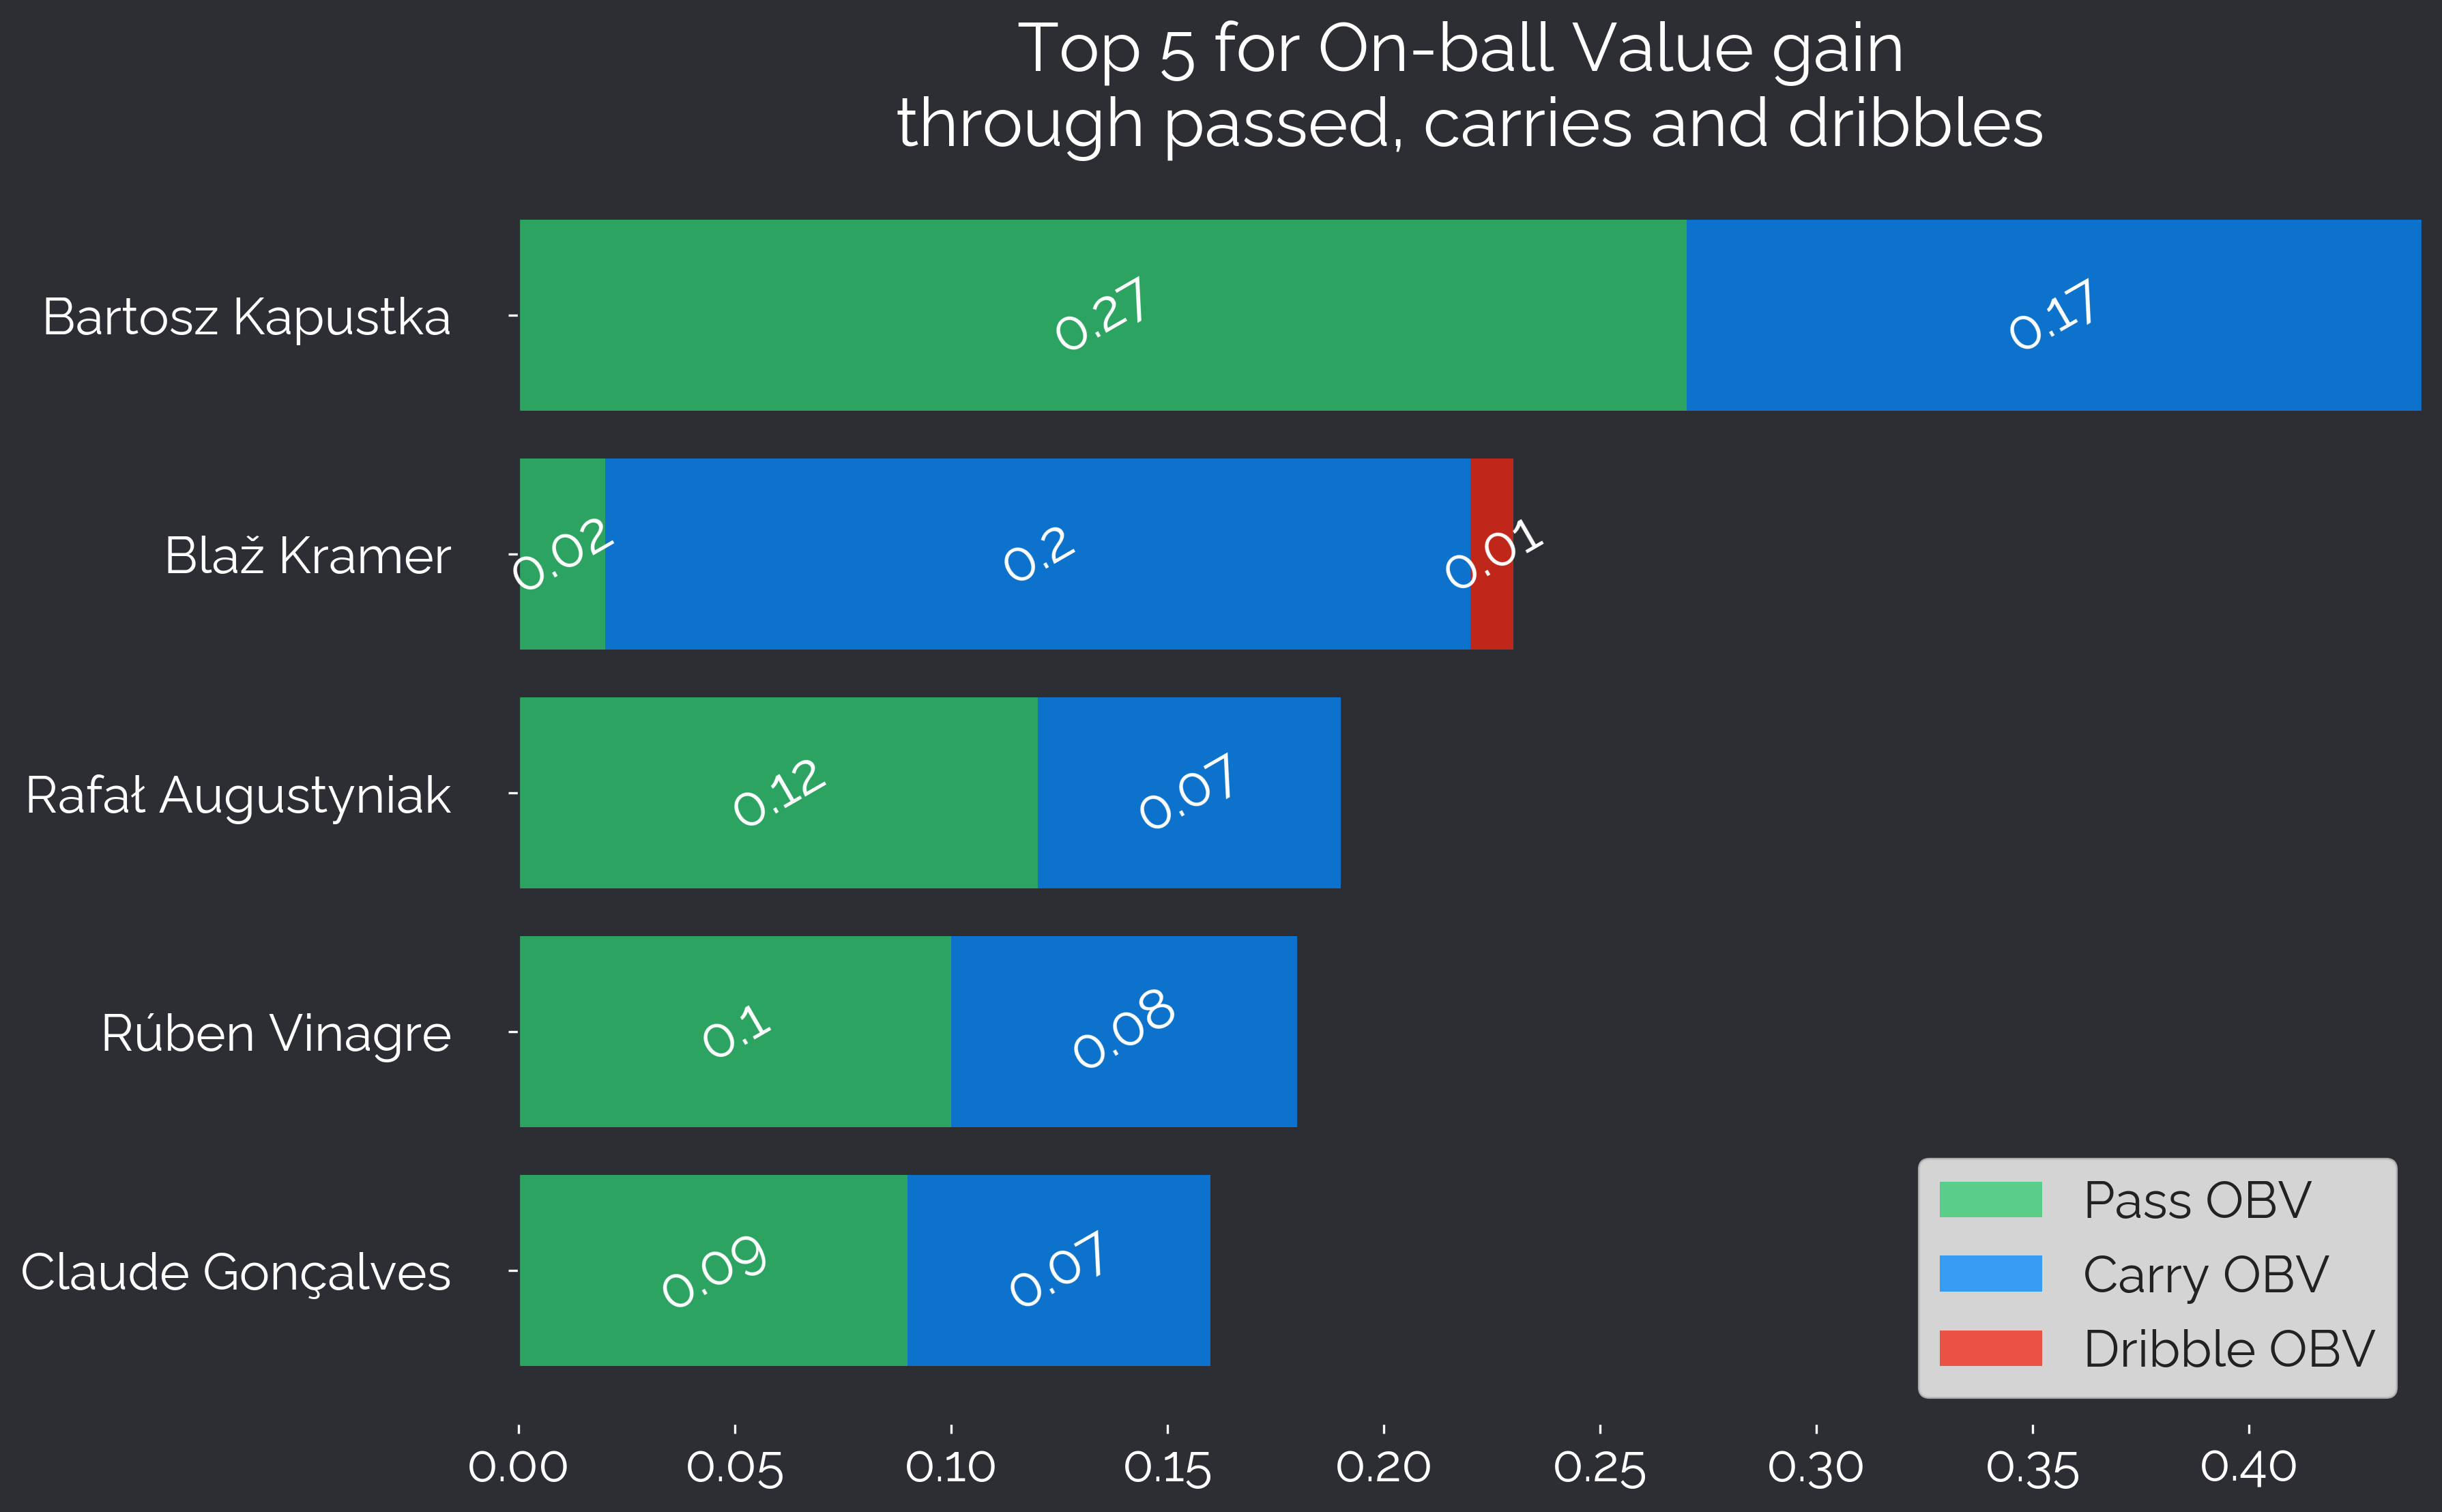 Top 5 for On-ball Value gain
through passed, carries and dribbles
Bartosz Kapustka
0.27
0.17
Blaž Kramer
0.02
0.2
0.01
Rafał Augustyniak
0.12
0.07
Rúben Vinagre
0.1
0.08
Claude Gonçalves
0.09
0.07
Pass OBV
Carry OBV
Dribble OBV
0.00 0.05 0.10 0.15 0.20 0.25 0.30 0.35 0.40